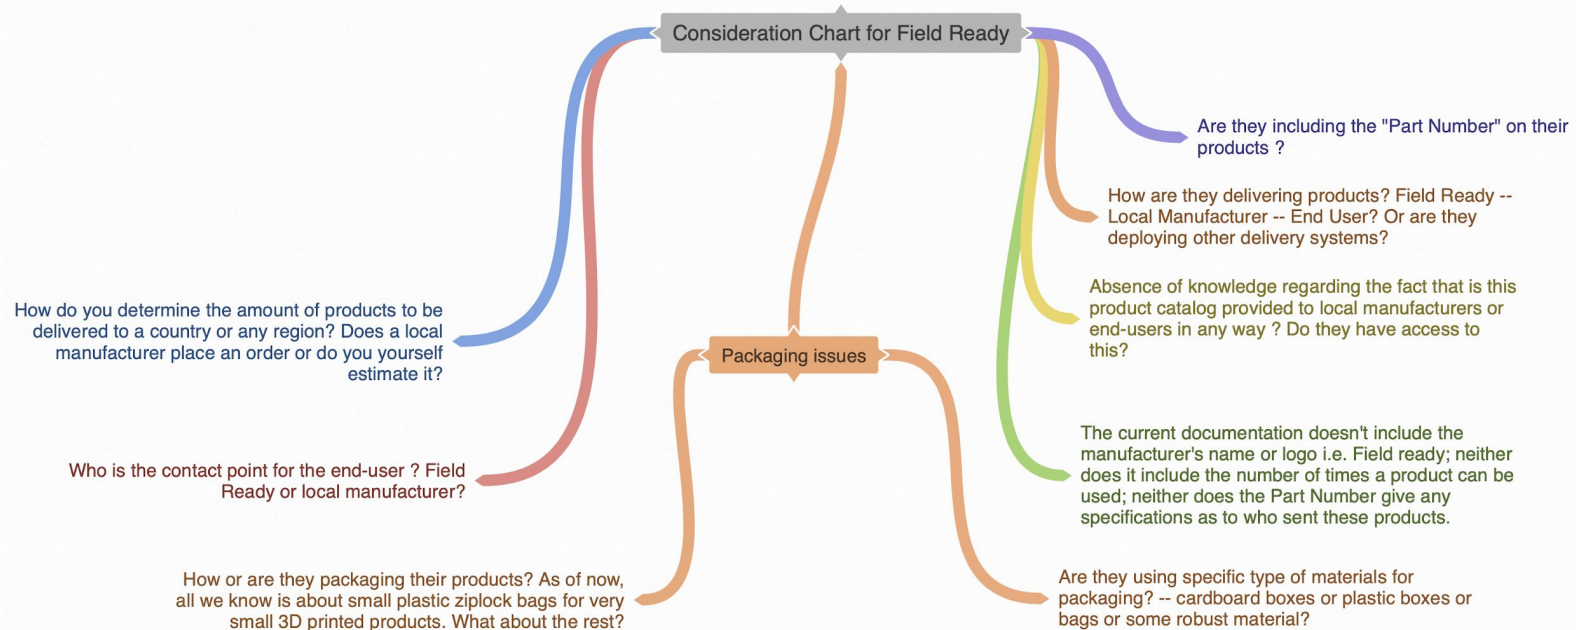 Consideration Chart for Field Ready
Are they including the "Part Number" on their
products ?
How are they delivering products? Field Ready --
Local Manufacturer -- End User? Or are they
deploying other delivery systems?
Absence of knowledge regarding the fact that is this
product catalog provided to local manufacturers or
end-users in any way ? Do they have access to
this?
How do you determine the amount of products to be
delivered to a country or any region? Does a local
manufacturer place an order or do you yourself
estimate it?
Packaging issues
The current documentation doesn't include the
manufacturer's name or logo i.e. Field ready; neither
does it include the number of times a product can be
used; neither does the Part Number give any
specifications as to who sent these products.
Who is the contact point for the end-user ? Field
Ready or local manufacturer?
How or are they packaging their products? As of now,
all we know is about small plastic ziplock bags for very
small 3D printed products. What about the rest?
Are they using specific type of materials for
packaging? -- cardboard boxes or plastic boxes or
bags or some robust material?